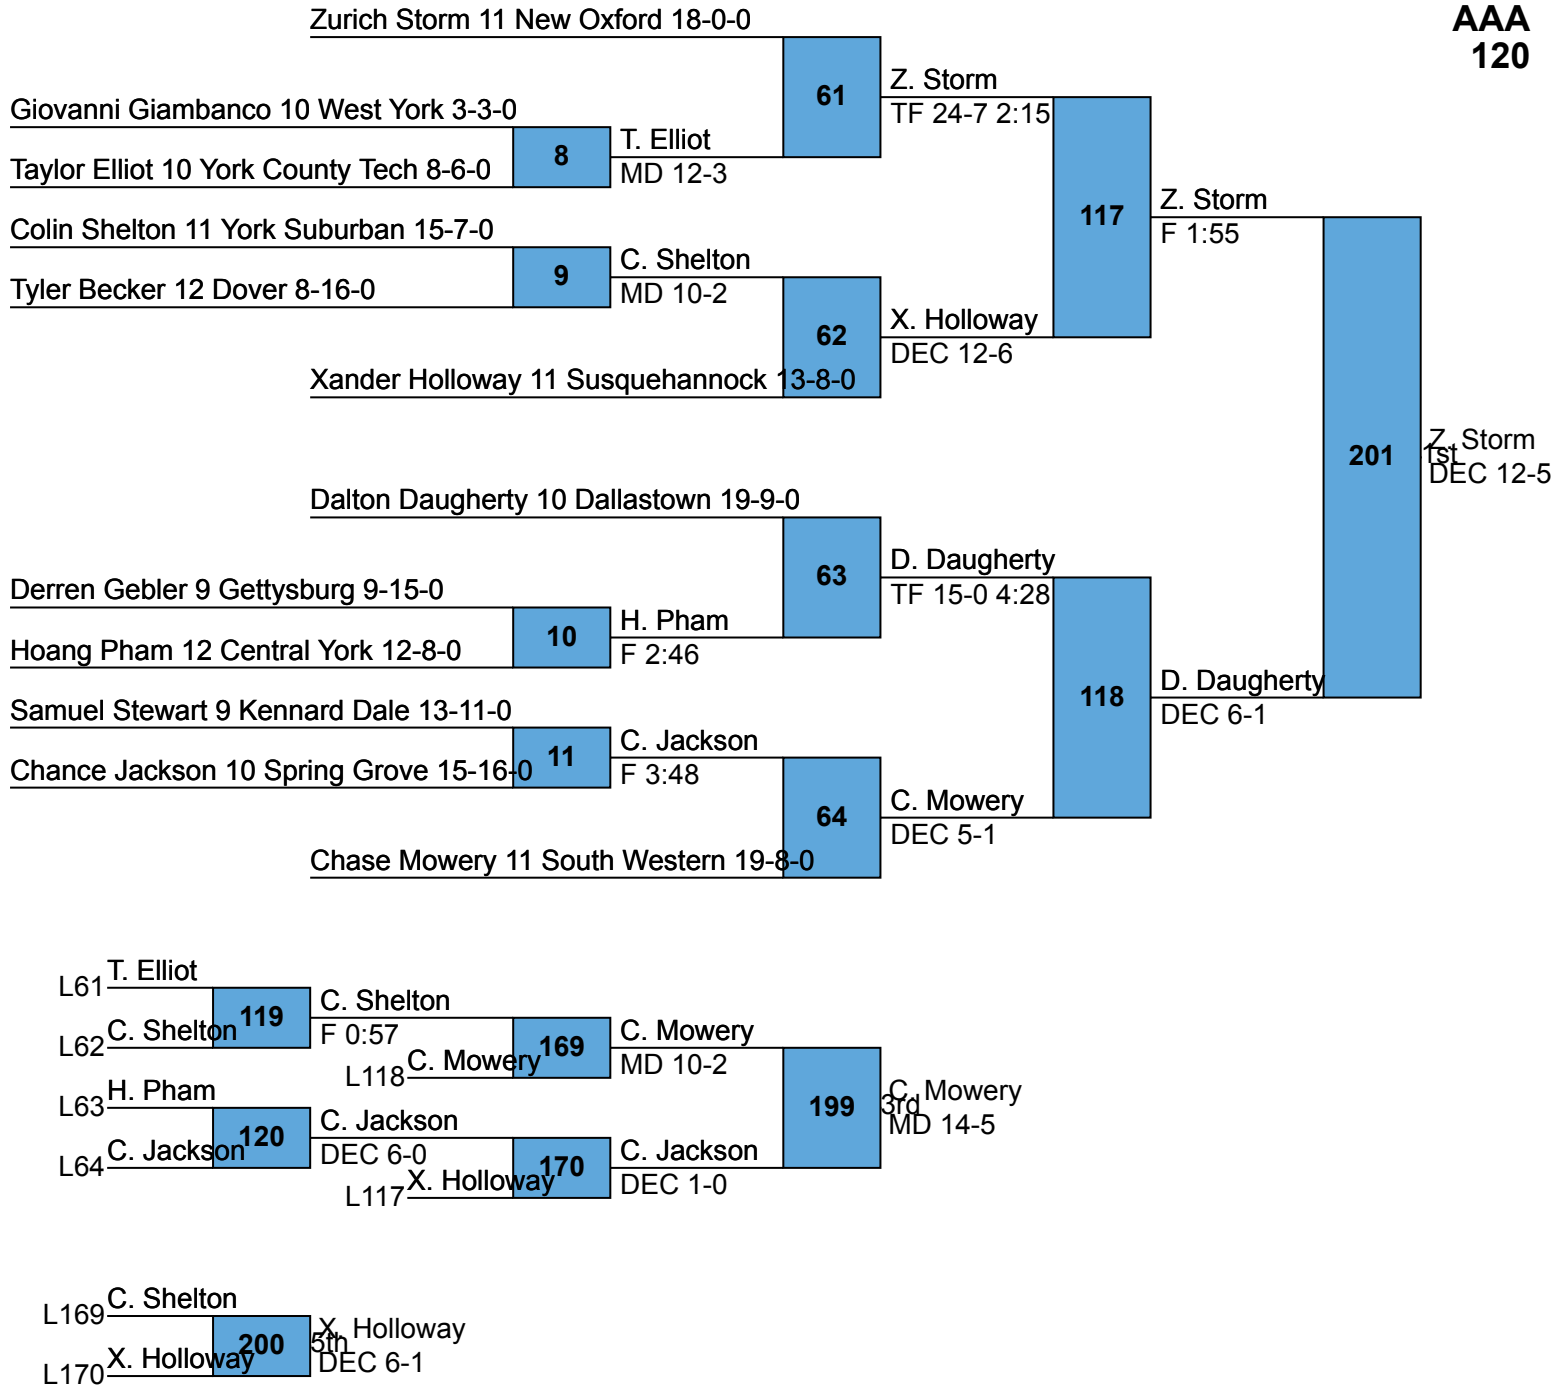 Zurich Storm 11 New Oxford 18-0-0
AAA
120
61
Z. Storm
TF 24-7 2:15
Giovanni Giambanco 10 West York 3-3-0
8
T. Elliot
MD 12-3
Taylor Elliot 10 York County Tech 8-6-0
117
Z. Storm
F 1:55
Colin Shelton 11 York Suburban 15-7-0
9
C. Shelton
MD 10-2
Tyler Becker 12 Dover 8-16-0
62
X. Holloway
DEC 12-6
Xander Holloway 11 Susquehannock 13-8-0
201
Z. Storm
1st
DEC 12-5
Dalton Daugherty 10 Dallastown 19-9-0
63
D. Daugherty
TF 15-0 4:28
Derren Gebler 9 Gettysburg 9-15-0
10
H. Pham
F 2:46
Hoang Pham 12 Central York 12-8-0
118
D. Daugherty
DEC 6-1
Samuel Stewart 9 Kennard Dale 13-11-0
11
C. Jackson
F 3:48
Chance Jackson 10 Spring Grove 15-16-0
64
C. Mowery
DEC 5-1
Chase Mowery 11 South Western 19-8-0
L61
T. Elliot
119
C. Shelton
F 0:57
L62
C. Shelton
169
C. Mowery
MD 10-2
L118
C. Mowery
L63
H. Pham
120
C. Jackson
DEC 6-0
199
C. Mowery
3rd
MD 14-5
L64
C. Jackson
170
C. Jackson
DEC 1-0
L117
X. Holloway
L169
C. Shelton
200
X. Holloway
5th
DEC 6-1
L170
X. Holloway